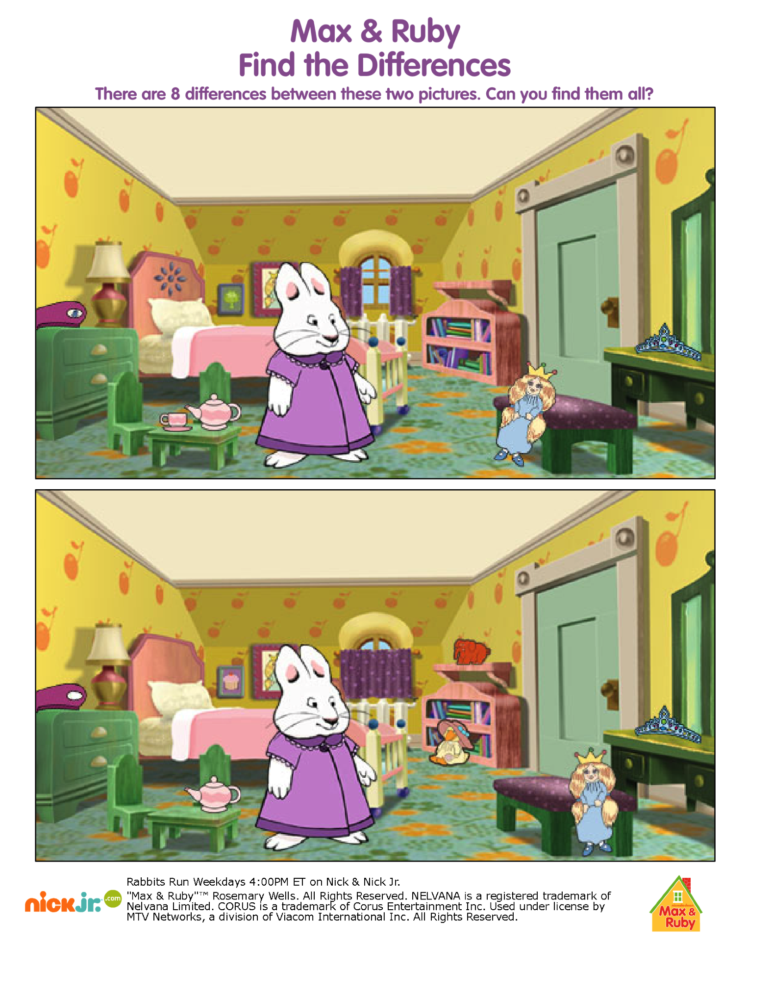 Max & Ruby
Find the Differences
There are 8 differences between these two pictures. Can you find them all?
Rabbits Run Weekdays 4:00PM ET on Nick & Nick Jr.
"Max & Ruby"™ Rosemary Wells. All Rights Reserved. NELVANA is a registered trademark of
Nelvana Limited. CORUS is a trademark of Corus Entertainment Inc. Used under license by
MTV Networks, a division of Viacom International Inc. All Rights Reserved.
nick jr. .com
nickelodeon
Max &
Ruby